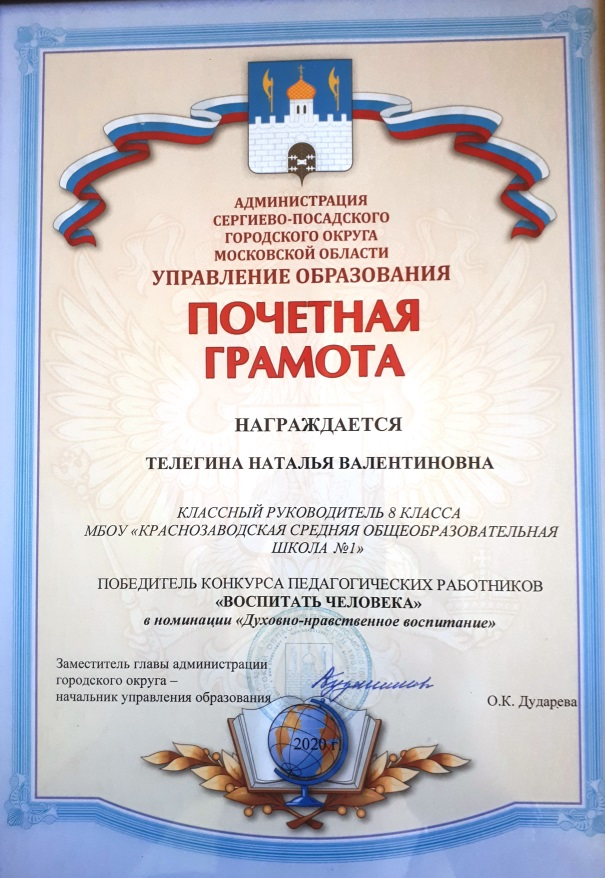 АДМИНИСТРАЦИЯ
СЕРГИЕВО-ПОСАДСКОГО
ГОРОДСКОГО ОКРУГА
МОСКОВСКОЙ ОБЛАСТИ
УПРАВЛЕНИЕ ОБРАЗОВАНИЯ
ПОЧЕТНАЯ
ГРАМОТА
НАГРАЖДАЕТСЯ
ТЕЛЕГИНА НАТАЛЬЯ ВАЛЕНТИНОВНА
КЛАССНЫЙ РУКОВОДИТЕЛЬ 8 КЛАССА
МБОУ «КРАСНОЗАВОДСКАЯ СРЕДНЯЯ ОБЩЕОБРАЗОВАТЕЛЬНАЯ
ШКОЛА №1»
ПОБЕДИТЕЛЬ КОНКУРСА ПЕДАГОГИЧЕСКИХ РАБОТНИКОВ
«ВОСПИТАТЬ ЧЕЛОВЕКА»
в номинации «Духовно-нравственное воспитание»
Заместитель главы администрации
городского округа –
начальник управления образования
О.К. Дударева
2020 г